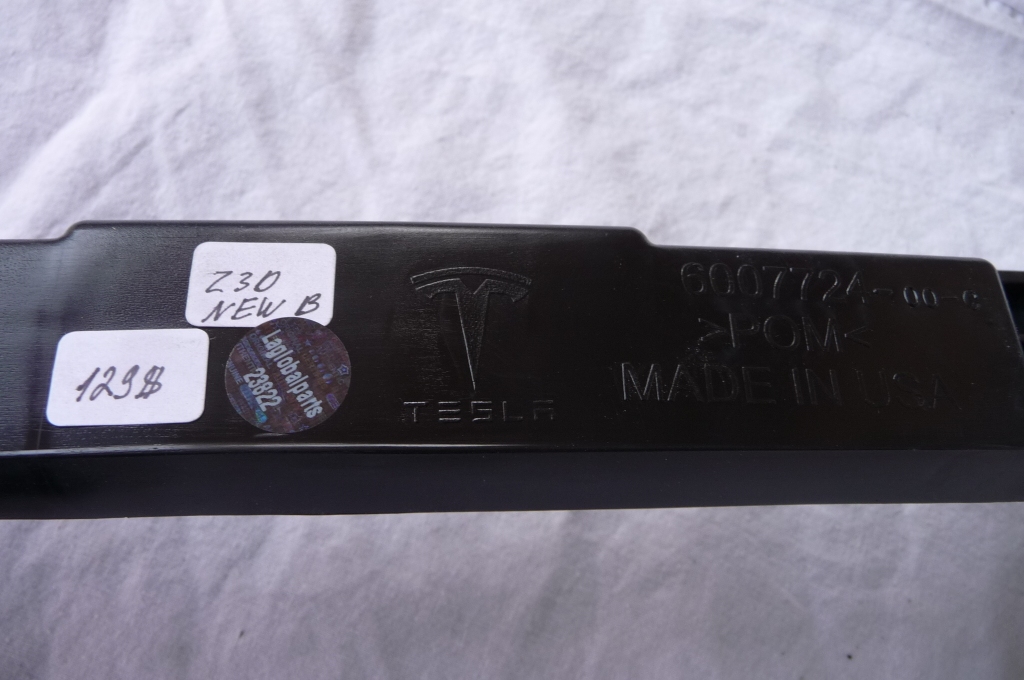 Z30
NEW B
129$
Laglobalparts
23822
TESLA
6007724-00-C
>POM<
MADE IN USA